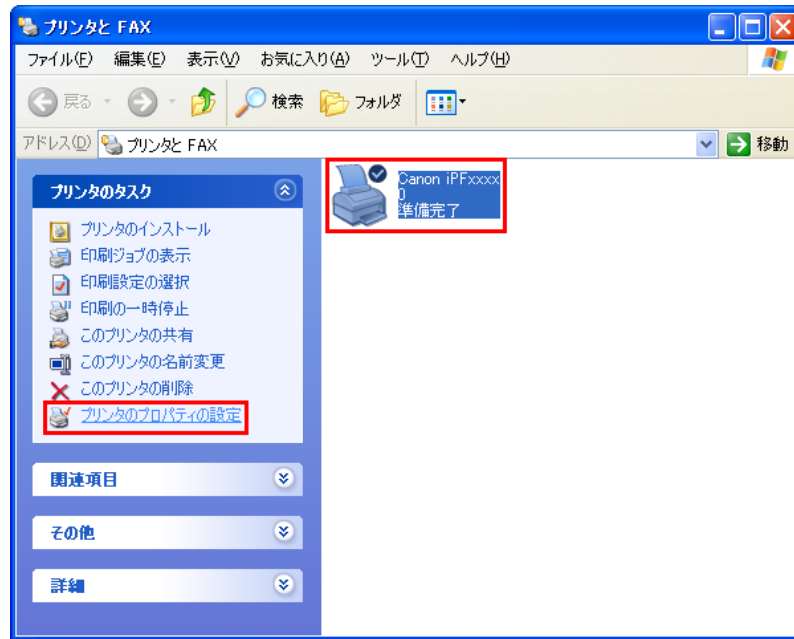 プリンタと FAX
ファイル(F) 編集(E) 表示(V) お気に入り(A) ツール(T) ヘルプ(H)
戻る 検索 フォルダ
アドレス(D) プリンタと FAX 移動
プリンタのタスク
プリンタのインストール
印刷ジョブの表示
印刷設定の選択
印刷の一時停止
このプリンタの共有
このプリンタの名前変更
このプリンタの削除
プリンタのプロパティの設定
関連項目
その他
詳細
Canon iPFxxxx
0
準備完了